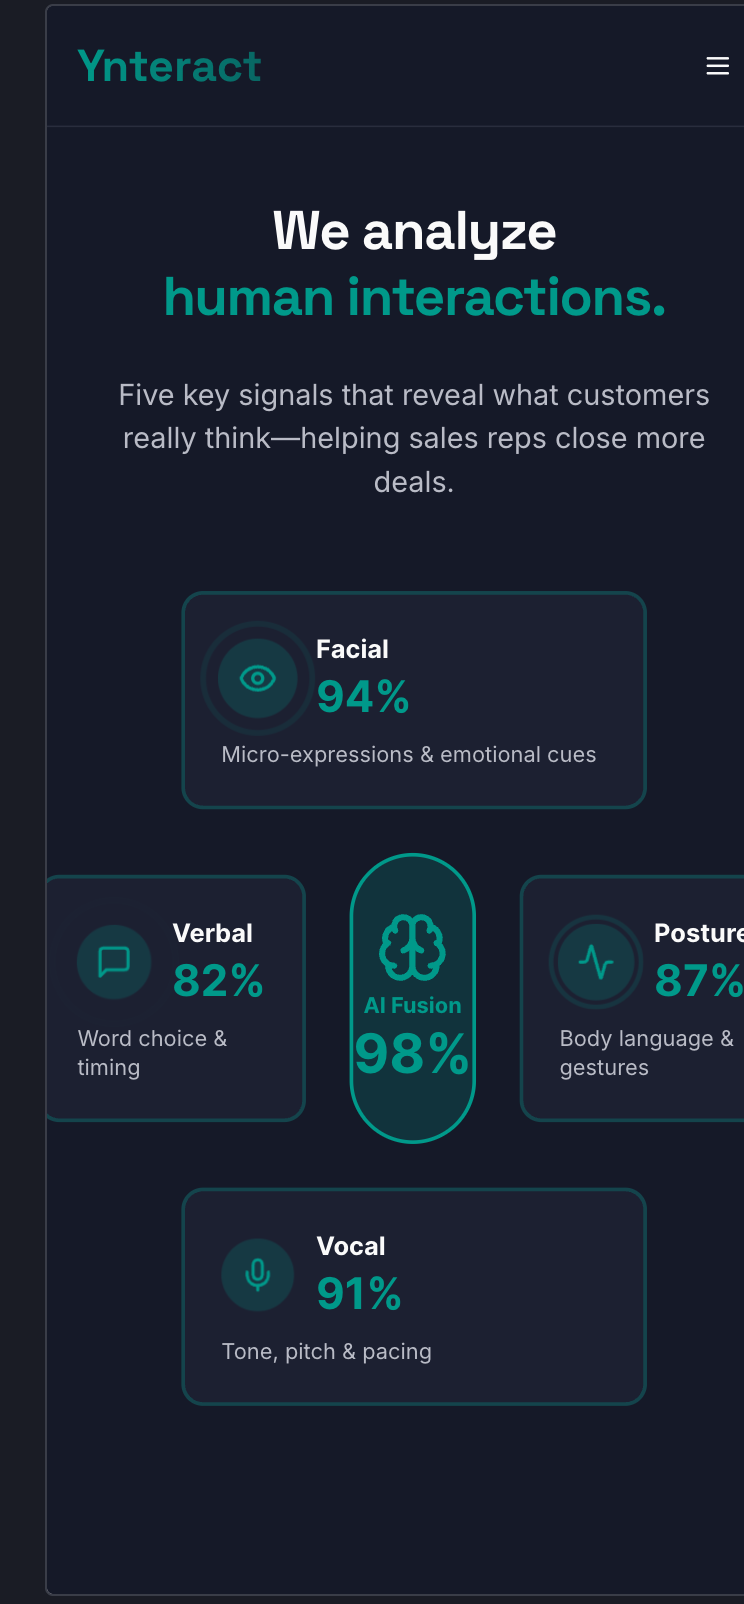 Ynteract
We analyze
human interactions.
Five key signals that reveal what customers
really think—helping sales reps close more
deals.
Facial
94%
Micro-expressions & emotional cues
Verbal
82%
Word choice &
timing
AI Fusion
98%
Posture
87%
Body language &
gestures
Vocal
91%
Tone, pitch & pacing